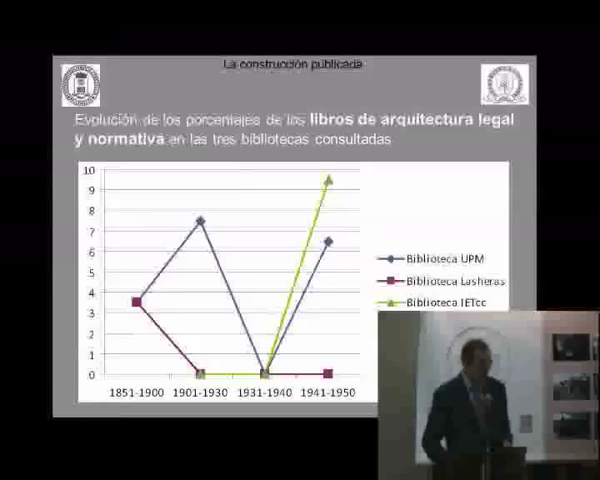 La construcción publicada
Evolución de los porcentajes de los libros de arquitectura legal
y normativa en las tres bibliotecas consultadas
10
9
8
7
6
5
4
3
2
1
0
1851-1900 1901-1930 1931-1940 1941-1950
Biblioteca UPM
Biblioteca Lasheras
Biblioteca IETcc